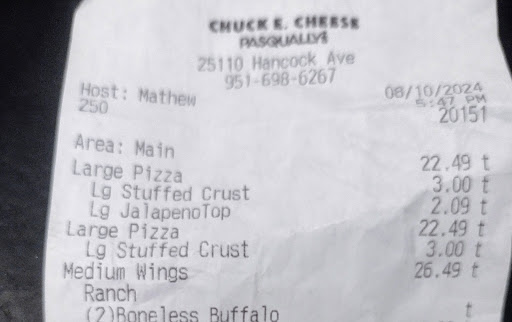 CHUCK E. CHEESE
PASQUALLYS
25110 Hancock Ave
951-698-6267
Host: Mathew 08/10/2024
250 5:47 PM
20151
Area: Main
Large Pizza 22.49 t
Lg Stuffed Crust 3.00 t
Lg JalapenoTop 2.09 t
Large Pizza 22.49 t
Lg Stuffed Crust 3.00 t
Medium Wings 26.49 t
Ranch
(2)Boneless Buffalo t